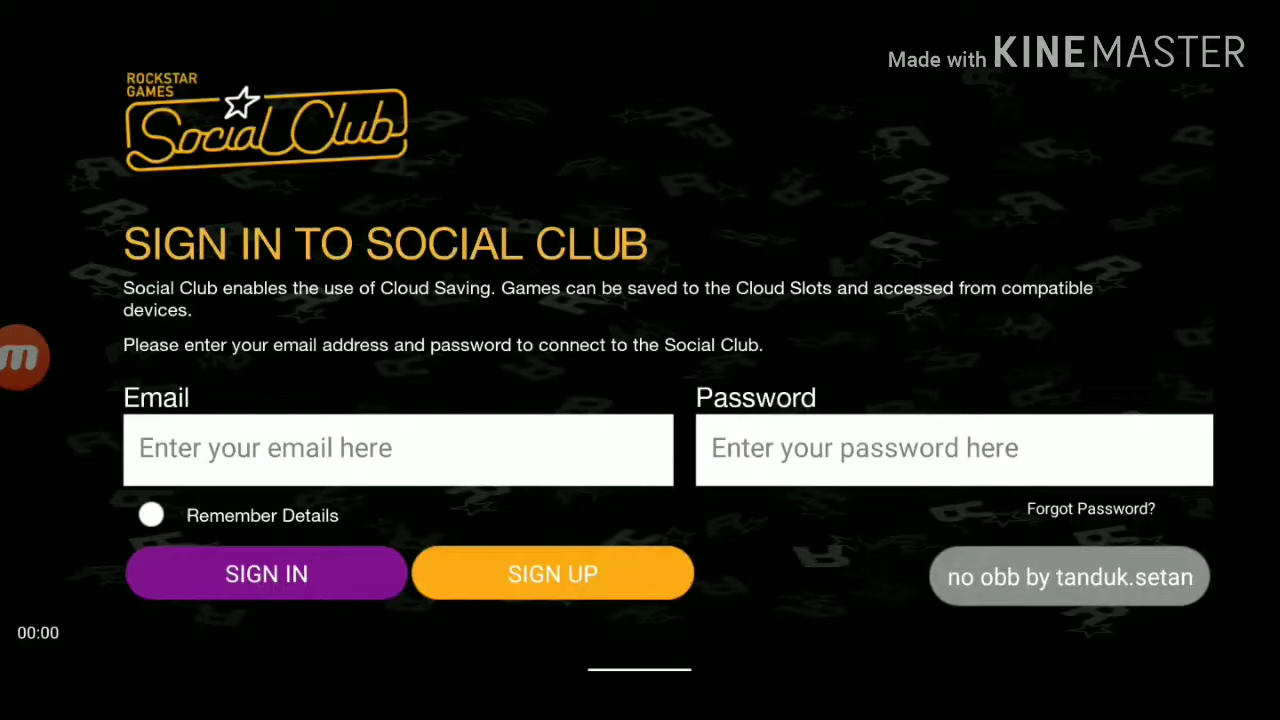 Made with KINEMASTER
ROCKSTAR
GAMES
Social Club
SIGN IN TO SOCIAL CLUB
Social Club enables the use of Cloud Saving. Games can be saved to the Cloud Slots and accessed from compatible
devices.
Please enter your email address and password to connect to the Social Club.
Email
Password
Enter your email here
Enter your password here
Remember Details
Forgot Password?
SIGN IN
SIGN UP
no obb by tanduk.setan
00:00